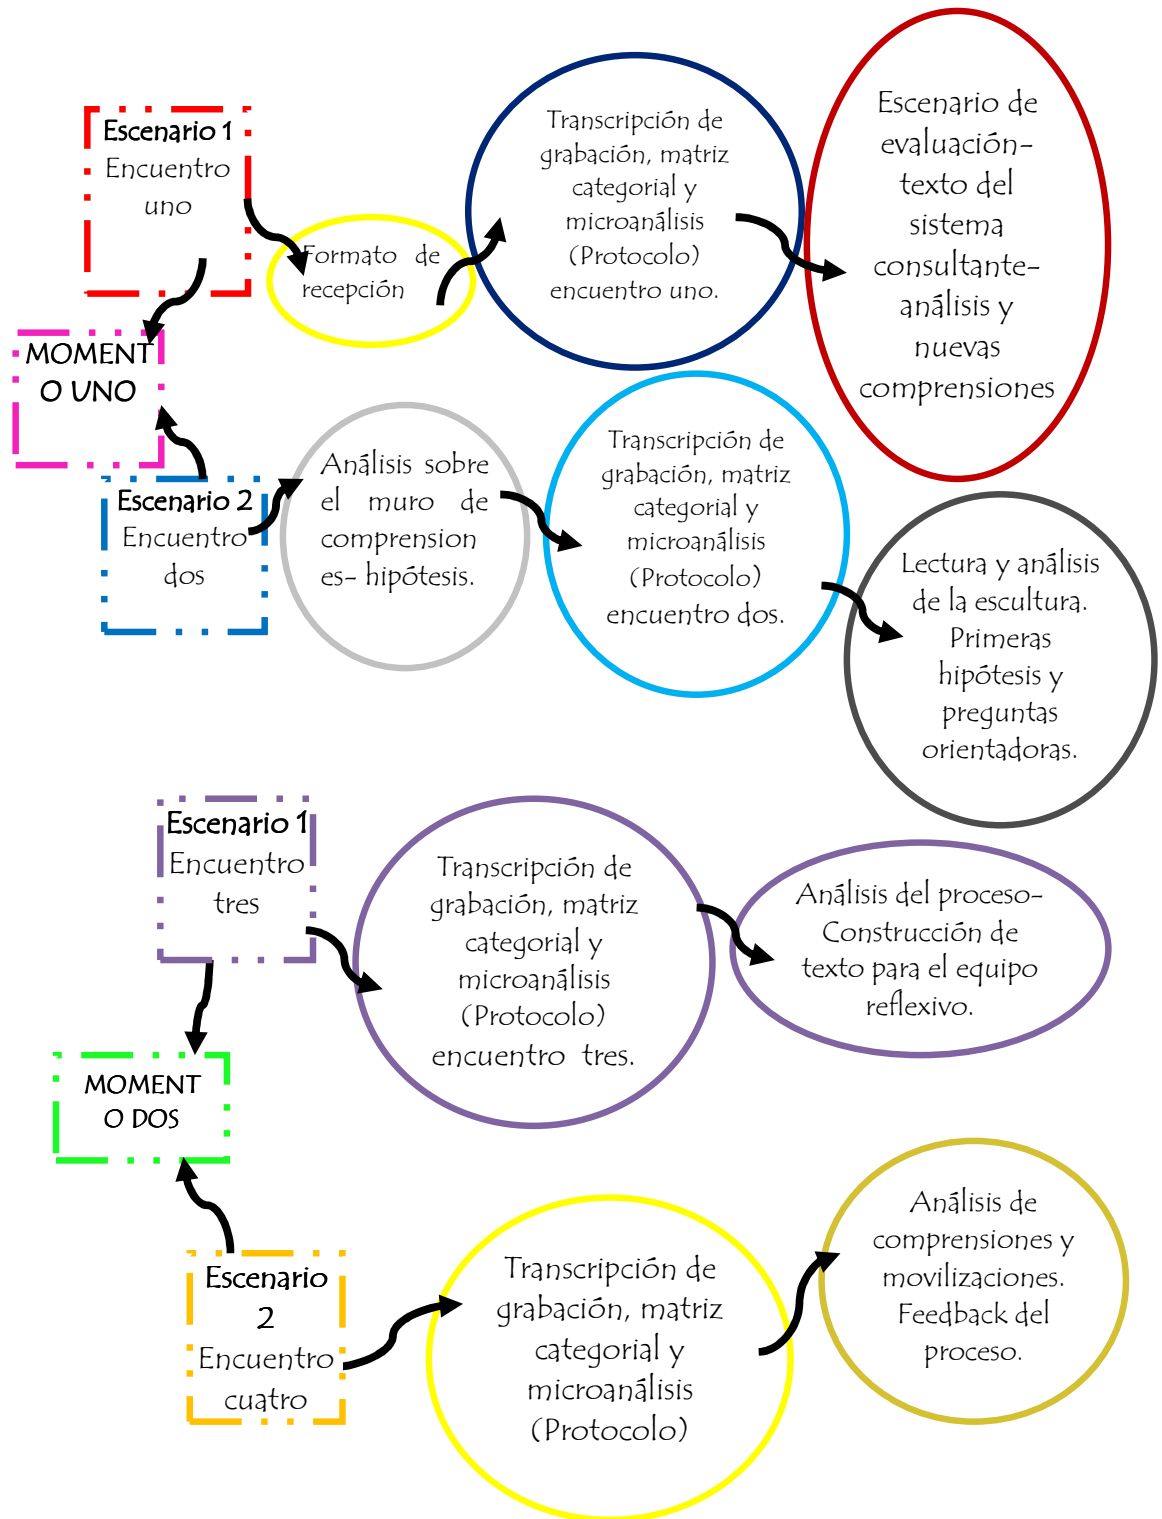 Escenario 1
Encuentro
uno
Formato de
recepción
Transcripción de
grabación, matriz
categorial y
microanálisis
(Protocolo)
encuentro uno.
Escenario de
evaluación-
texto del
sistema
consultante-
análisis y
nuevas
comprensiones
MOMENT
O UNO
Escenario 2
Encuentro
dos
Análisis sobre
el muro de
comprension
es- hipótesis.
Transcripción de
grabación, matriz
categorial y
microanálisis
(Protocolo)
encuentro dos.
Lectura y análisis
de la escultura.
Primeras
hipótesis y
preguntas
orientadoras.
Escenario 1
Encuentro
tres
Transcripción de
grabación, matriz
categorial y
microanálisis
(Protocolo)
encuentro tres.
Análisis del proceso-
Construcción de
texto para el equipo
reflexivo.
MOMENT
O DOS
Escenario
2
Encuentro
cuatro
Transcripción de
grabación, matriz
categorial y
microanálisis
(Protocolo)
Análisis de
comprensiones y
movilizaciones.
Feedback del
proceso.